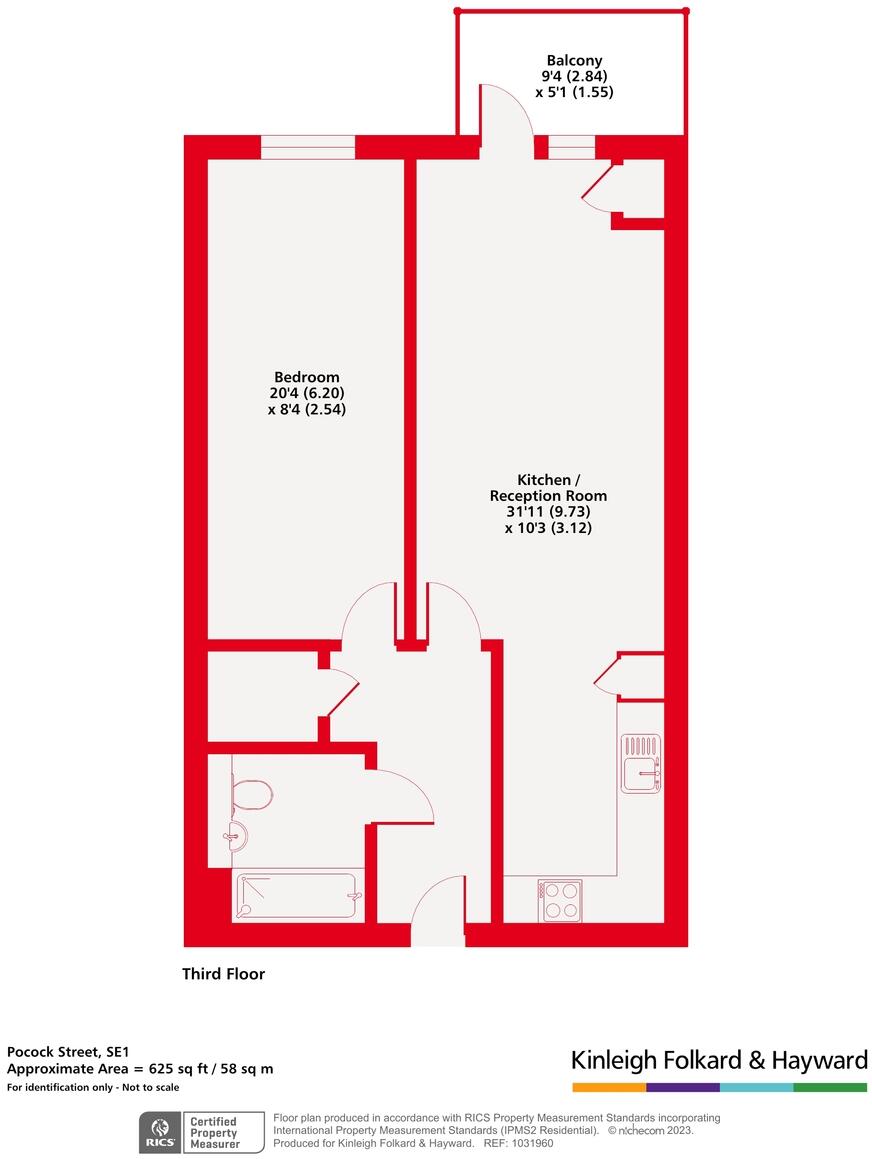 Balcony
9'4 (2.84)
x 5'1 (1.55)
Bedroom
20'4 (6.20)
x 8'4 (2.54)
Kitchen /
Reception Room
31'11 (9.73)
x 10'3 (3.12)
Third Floor
Pocock Street, SE1
Approximate Area = 625 sq ft / 58 sq m
For identification only - Not to scale
Kinleigh Folkard & Hayward
RICS
Certified
Property
Measurer
Floor plan produced in accordance with RICS Property Measurement Standards incorporating
International Property Measurement Standards (IPMS2 Residential). © nichecom 2023.
Produced for Kinleigh Folkard & Hayward. REF: 1031960